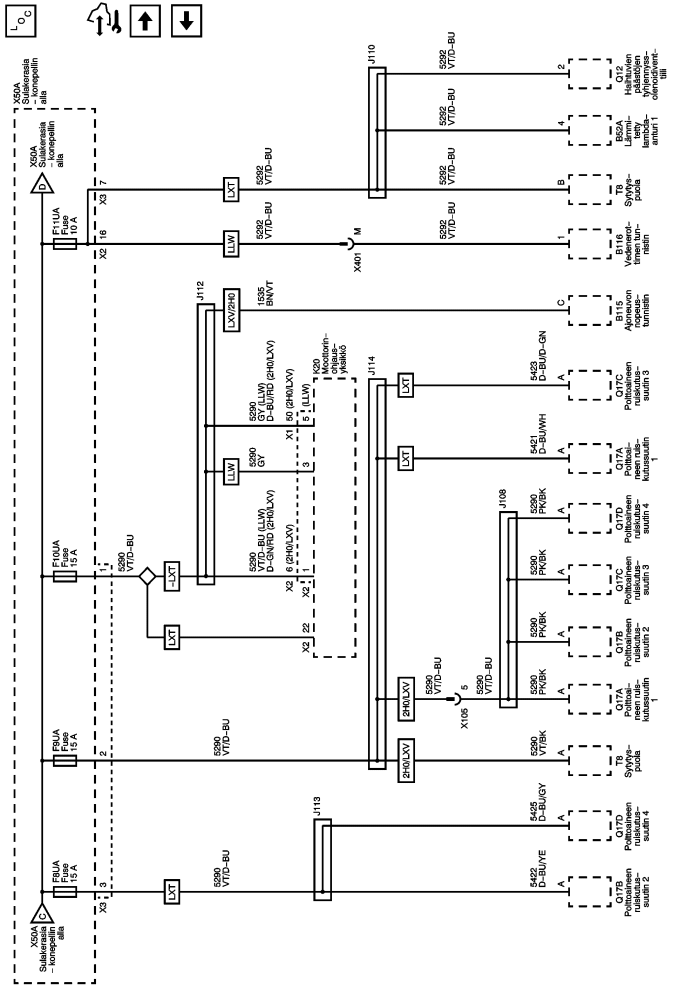 L O C
X50A
Sulakerasia
– konepellin
alla
X50A
Sulakerasia
– konepellin
alla
X50A
Sulakerasia
– konepellin
alla
C
D
F8UA
Fuse
15 A
F9UA
Fuse
15 A
F10UA
Fuse
15 A
F11UA
Fuse
10 A
X3
3
2
1
X2
16
X3
7
5290
VT/D–BU
LXT
5290
VT/D–BU
5290
VT/D–BU
LXT
–LXT
J112
LLW
LXV/2H0
LLW
LXT
5290
VT/D–BU (LLW)
D–GN/RD (2H0/LXV)
5290
GY
5290
GY (LLW)
D–BU/RD (2H0/LXV)
1535
BN/VT
5292
VT/D–BU
5292
VT/D–BU
X2
22
X2
6 (2H0/LXV)
X2
1
3
X1
50 (2H0/LXV)
5
(LLW)
K20
Moottorin–
ohjaus–
yksikkö
J113
X401
M
J114
J110
2H0/LXV
2H0/LXV
LXT
LXT
5290
VT/D–BU
X105
5
5290
VT/D–BU
J108
5422
D–BU/YE
5425
D–BU/GY
5290
VT/BK
5290
PK/BK
5290
PK/BK
5290
PK/BK
5290
PK/BK
5421
D–BU/WH
5423
D–BU/D–GN
5292
VT/D–BU
5292
VT/D–BU
5292
VT/D–BU
5292
VT/D–BU
A
A
A
A
A
A
A
A
A
C
1
B
4
2
Q17B
Polttoaineen
ruiskutus–
suutin 2
Q17D
Polttoaineen
ruiskutus–
suutin 4
T8
Sytytys–
puola
Q17A
Polttoai–
neen ruis–
kutussuutin
1
Q17B
Polttoaineen
ruiskutus–
suutin 2
Q17C
Polttoaineen
ruiskutus–
suutin 3
Q17D
Polttoaineen
ruiskutus–
suutin 4
Q17A
Polttoai–
neen ruis–
kutussuutin
1
Q17C
Polttoaineen
ruiskutus–
suutin 3
B115
Ajoneuvon
nopeus–
tunnistin
B116
Vedenerot–
timen tun–
nistin
T8
Sytytys–
puola
B52A
Lämmi–
tetty
lambda–
anturi 1
Q12
Haihtuvien
päästöjen
tyhjennyss–
olenoidivent–
tiili